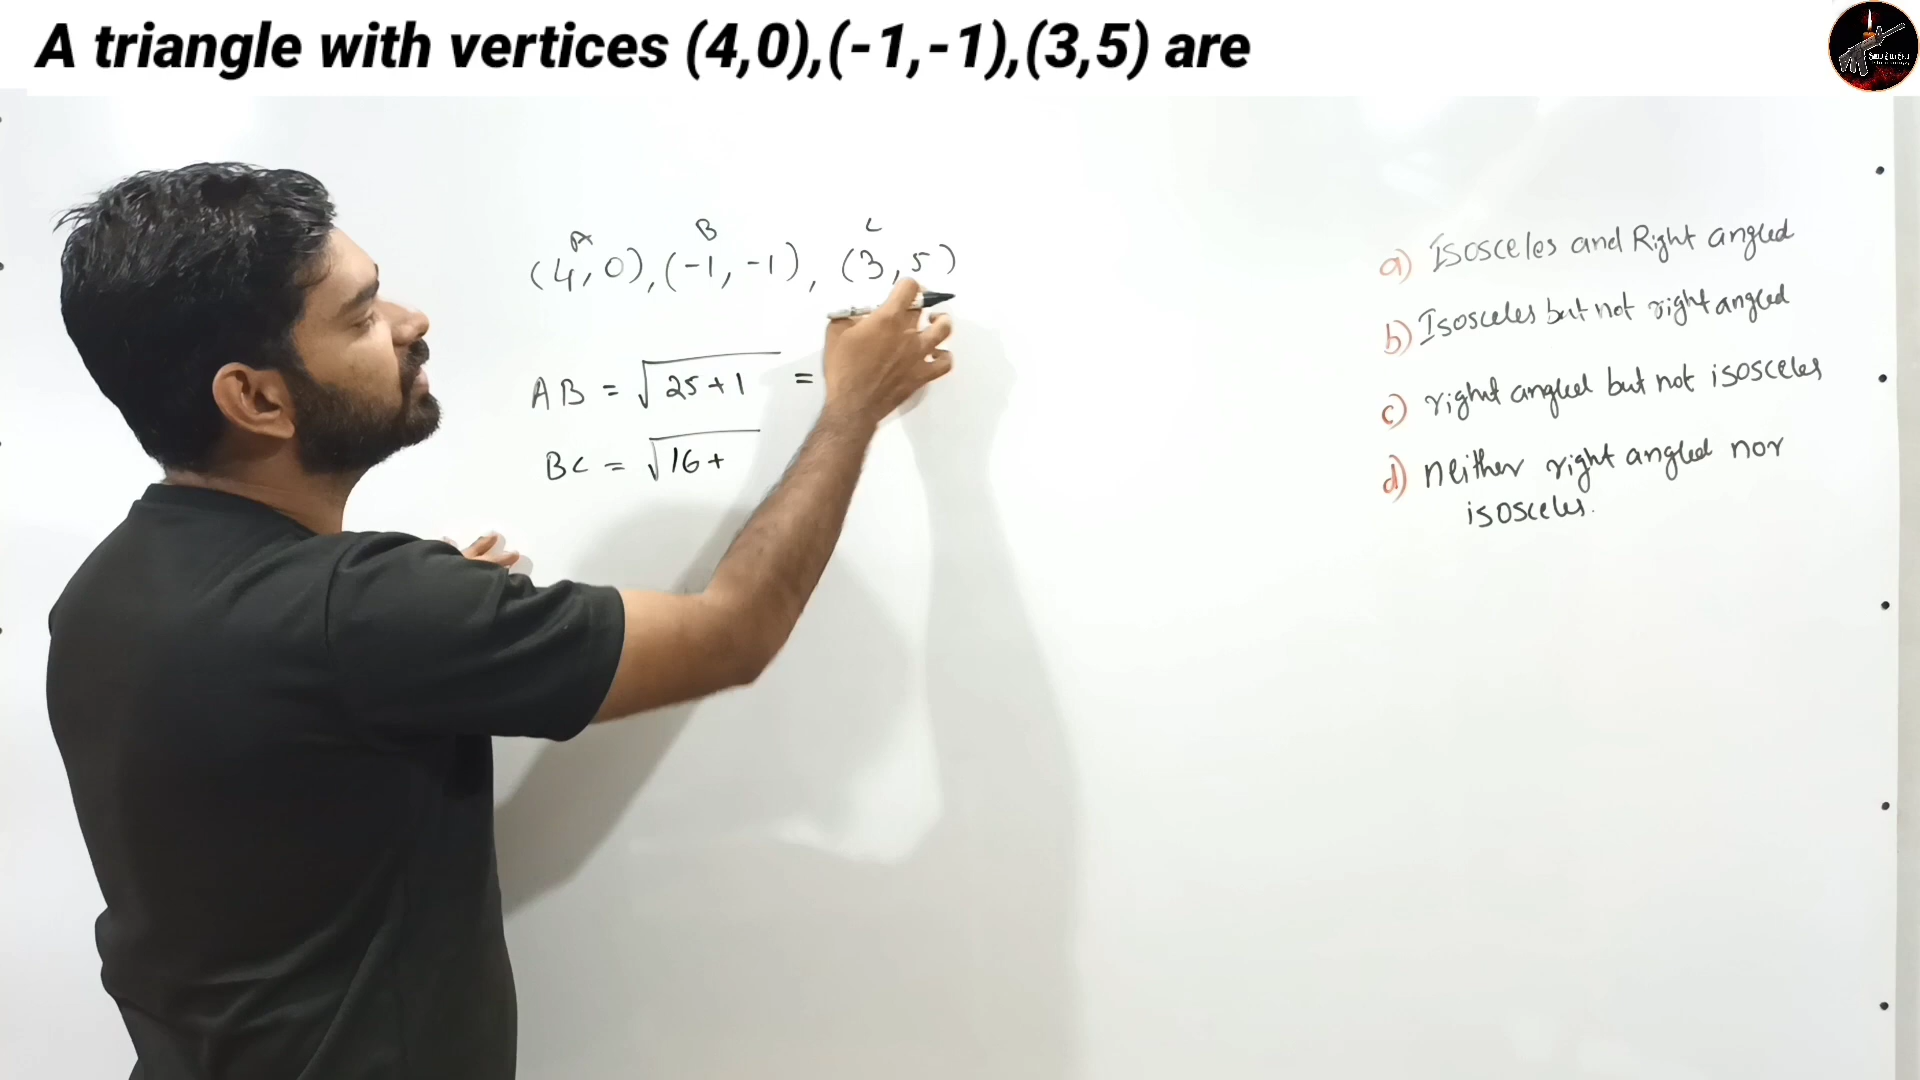 A triangle with vertices (4,0),(-1,-1),(3,5) are
A B C
(4,0),(-1,-1),(3,5)
AB = √25+1 =
BC = √16+
a) Isosceles and Right angled
b) Isosceles but not right angled
c) right angled but not isosceles
d) neither right angled nor
isosceles.